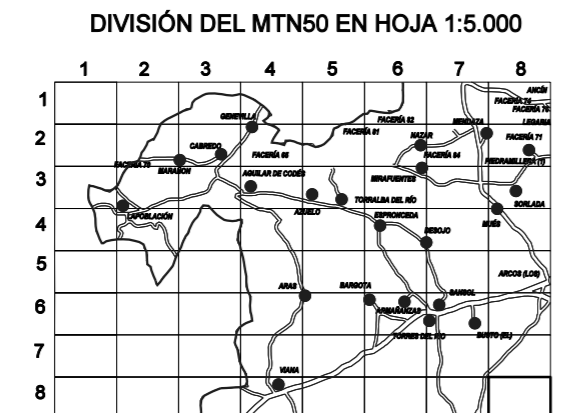 DIVISIÓN DEL MTN50 EN HOJA 1:5.000
1 2 3 4 5 6 7 8
1
2
3
4
5
6
7
8
ANCÍN
FACERÍA 74
FACERÍA 76
GENEVILLA
FACERÍA 82
MENDAZA
LEGARIA
FACERÍA 81
NAZAR
FACERÍA 71
CABREDO
FACERÍA 65
FACERÍA 84
PIEDRAMILLERA (1)
MARAÑÓN
AGUILAR DE CODÉS
MIRAFUENTES
TORRALBA DEL RÍO
SORLADA
AZUELO
LAPOBLACIÓN
ESPRONCEDA
MUÉS
DESOJO
ARCOS (LOS)
ARAS
BARGOTA
SANSOL
ARMAÑANZAS
TORRES DEL RÍO
BUSTO (EL)
VIANA